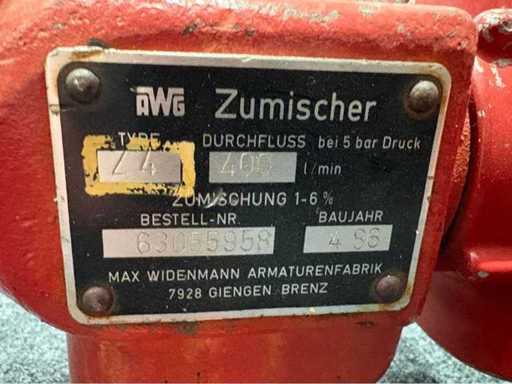 AWG Zumischer
TYPE DURCHFLUSS bei 5 bar Druck
Z 4 400 l/min
ZUMISCHUNG 1-6 %
BESTELL-NR. BAUJAHR
63055958 4 86
MAX WIDENMANN ARMATURENFABRIK
7928 GIENGEN BRENZ